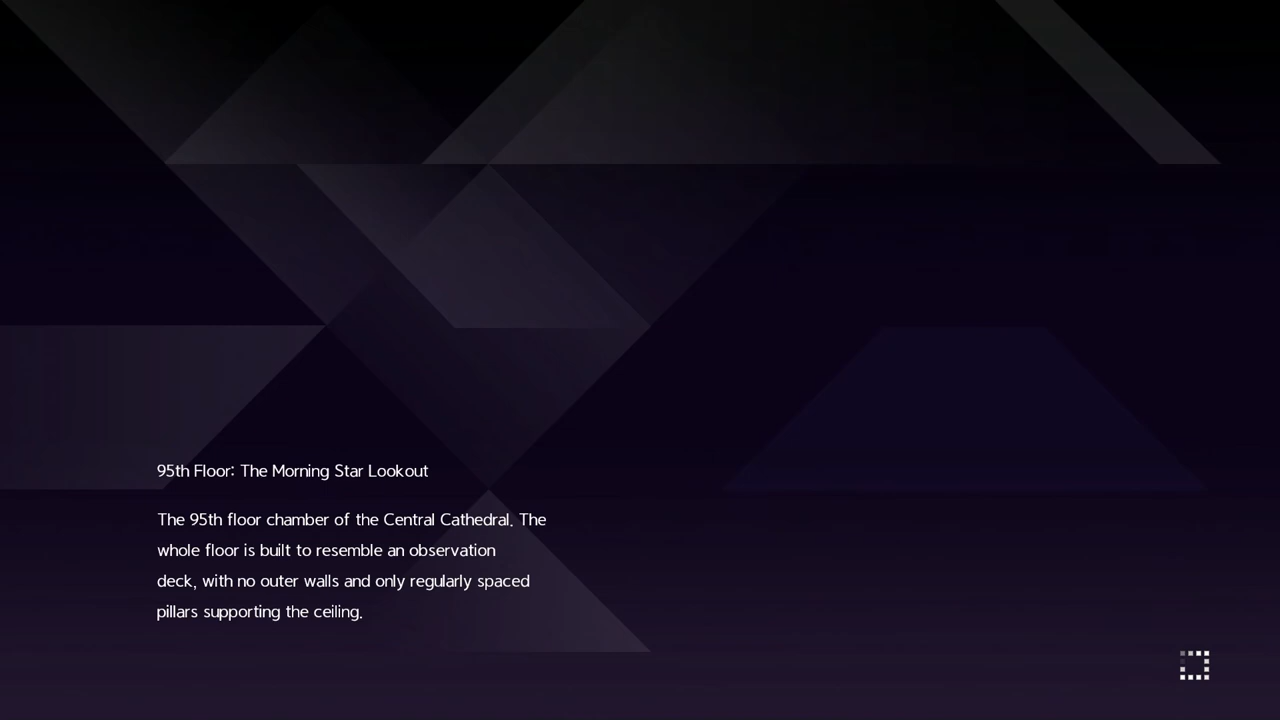 95th Floor: The Morning Star Lookout
The 95th floor chamber of the Central Cathedral. The
whole floor is built to resemble an observation
deck, with no outer walls and only regularly spaced
pillars supporting the ceiling.